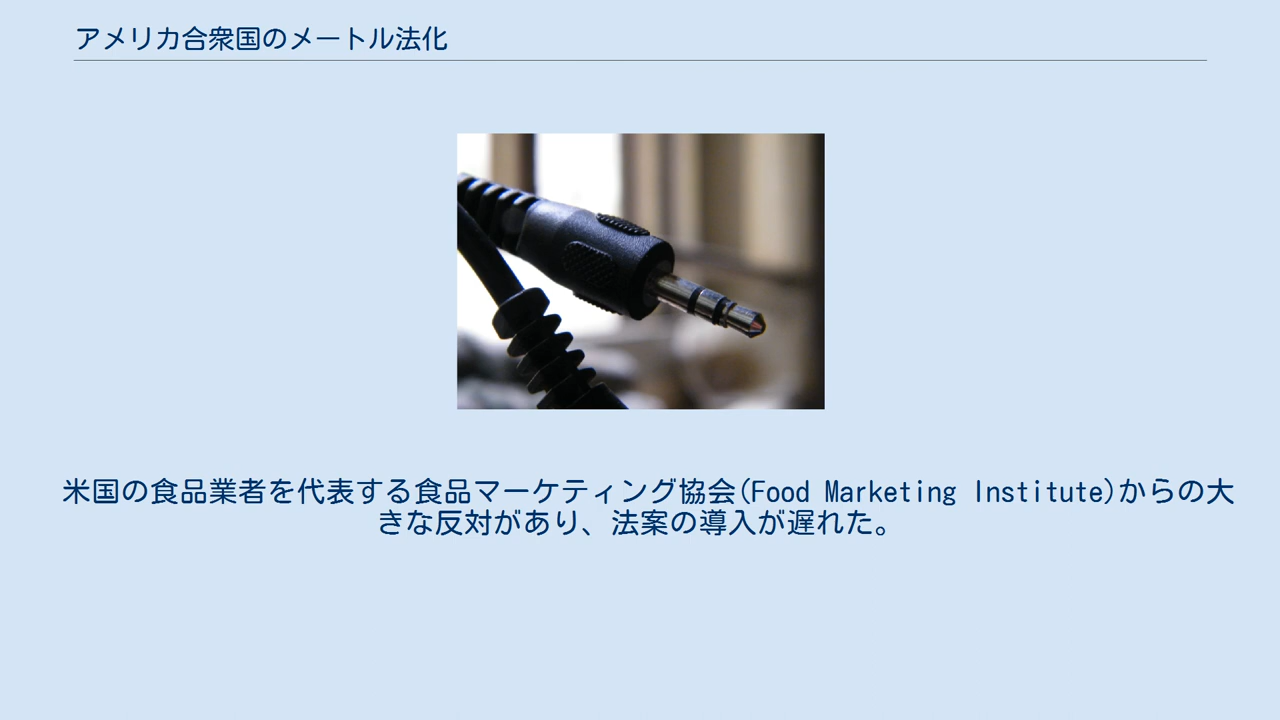 アメリカ合衆国のメートル法化
米国の食品業者を代表する食品マーケティング協会(Food Marketing Institute)からの大
きな反対があり、法案の導入が遅れた。